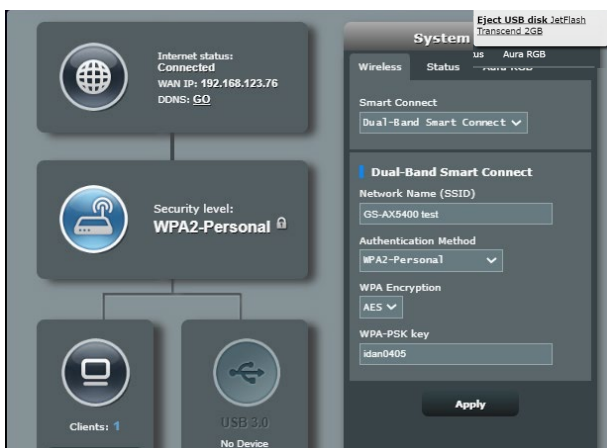 Internet status:
Connected
WAN IP: 192.168.123.76
DDNS: GO
Security level:
WPA2-Personal
Clients: 1
USB 3.0
No Device
System
Eject USB disk JetFlash
Transcend 2GB
us Aura RGB
Wireless Status Aura RGB
Smart Connect
Dual-Band Smart Connect
Dual-Band Smart Connect
Network Name (SSID)
GS-AX5400 test
Authentication Method
WPA2-Personal
WPA Encryption
AES
WPA-PSK key
idan0405
Apply